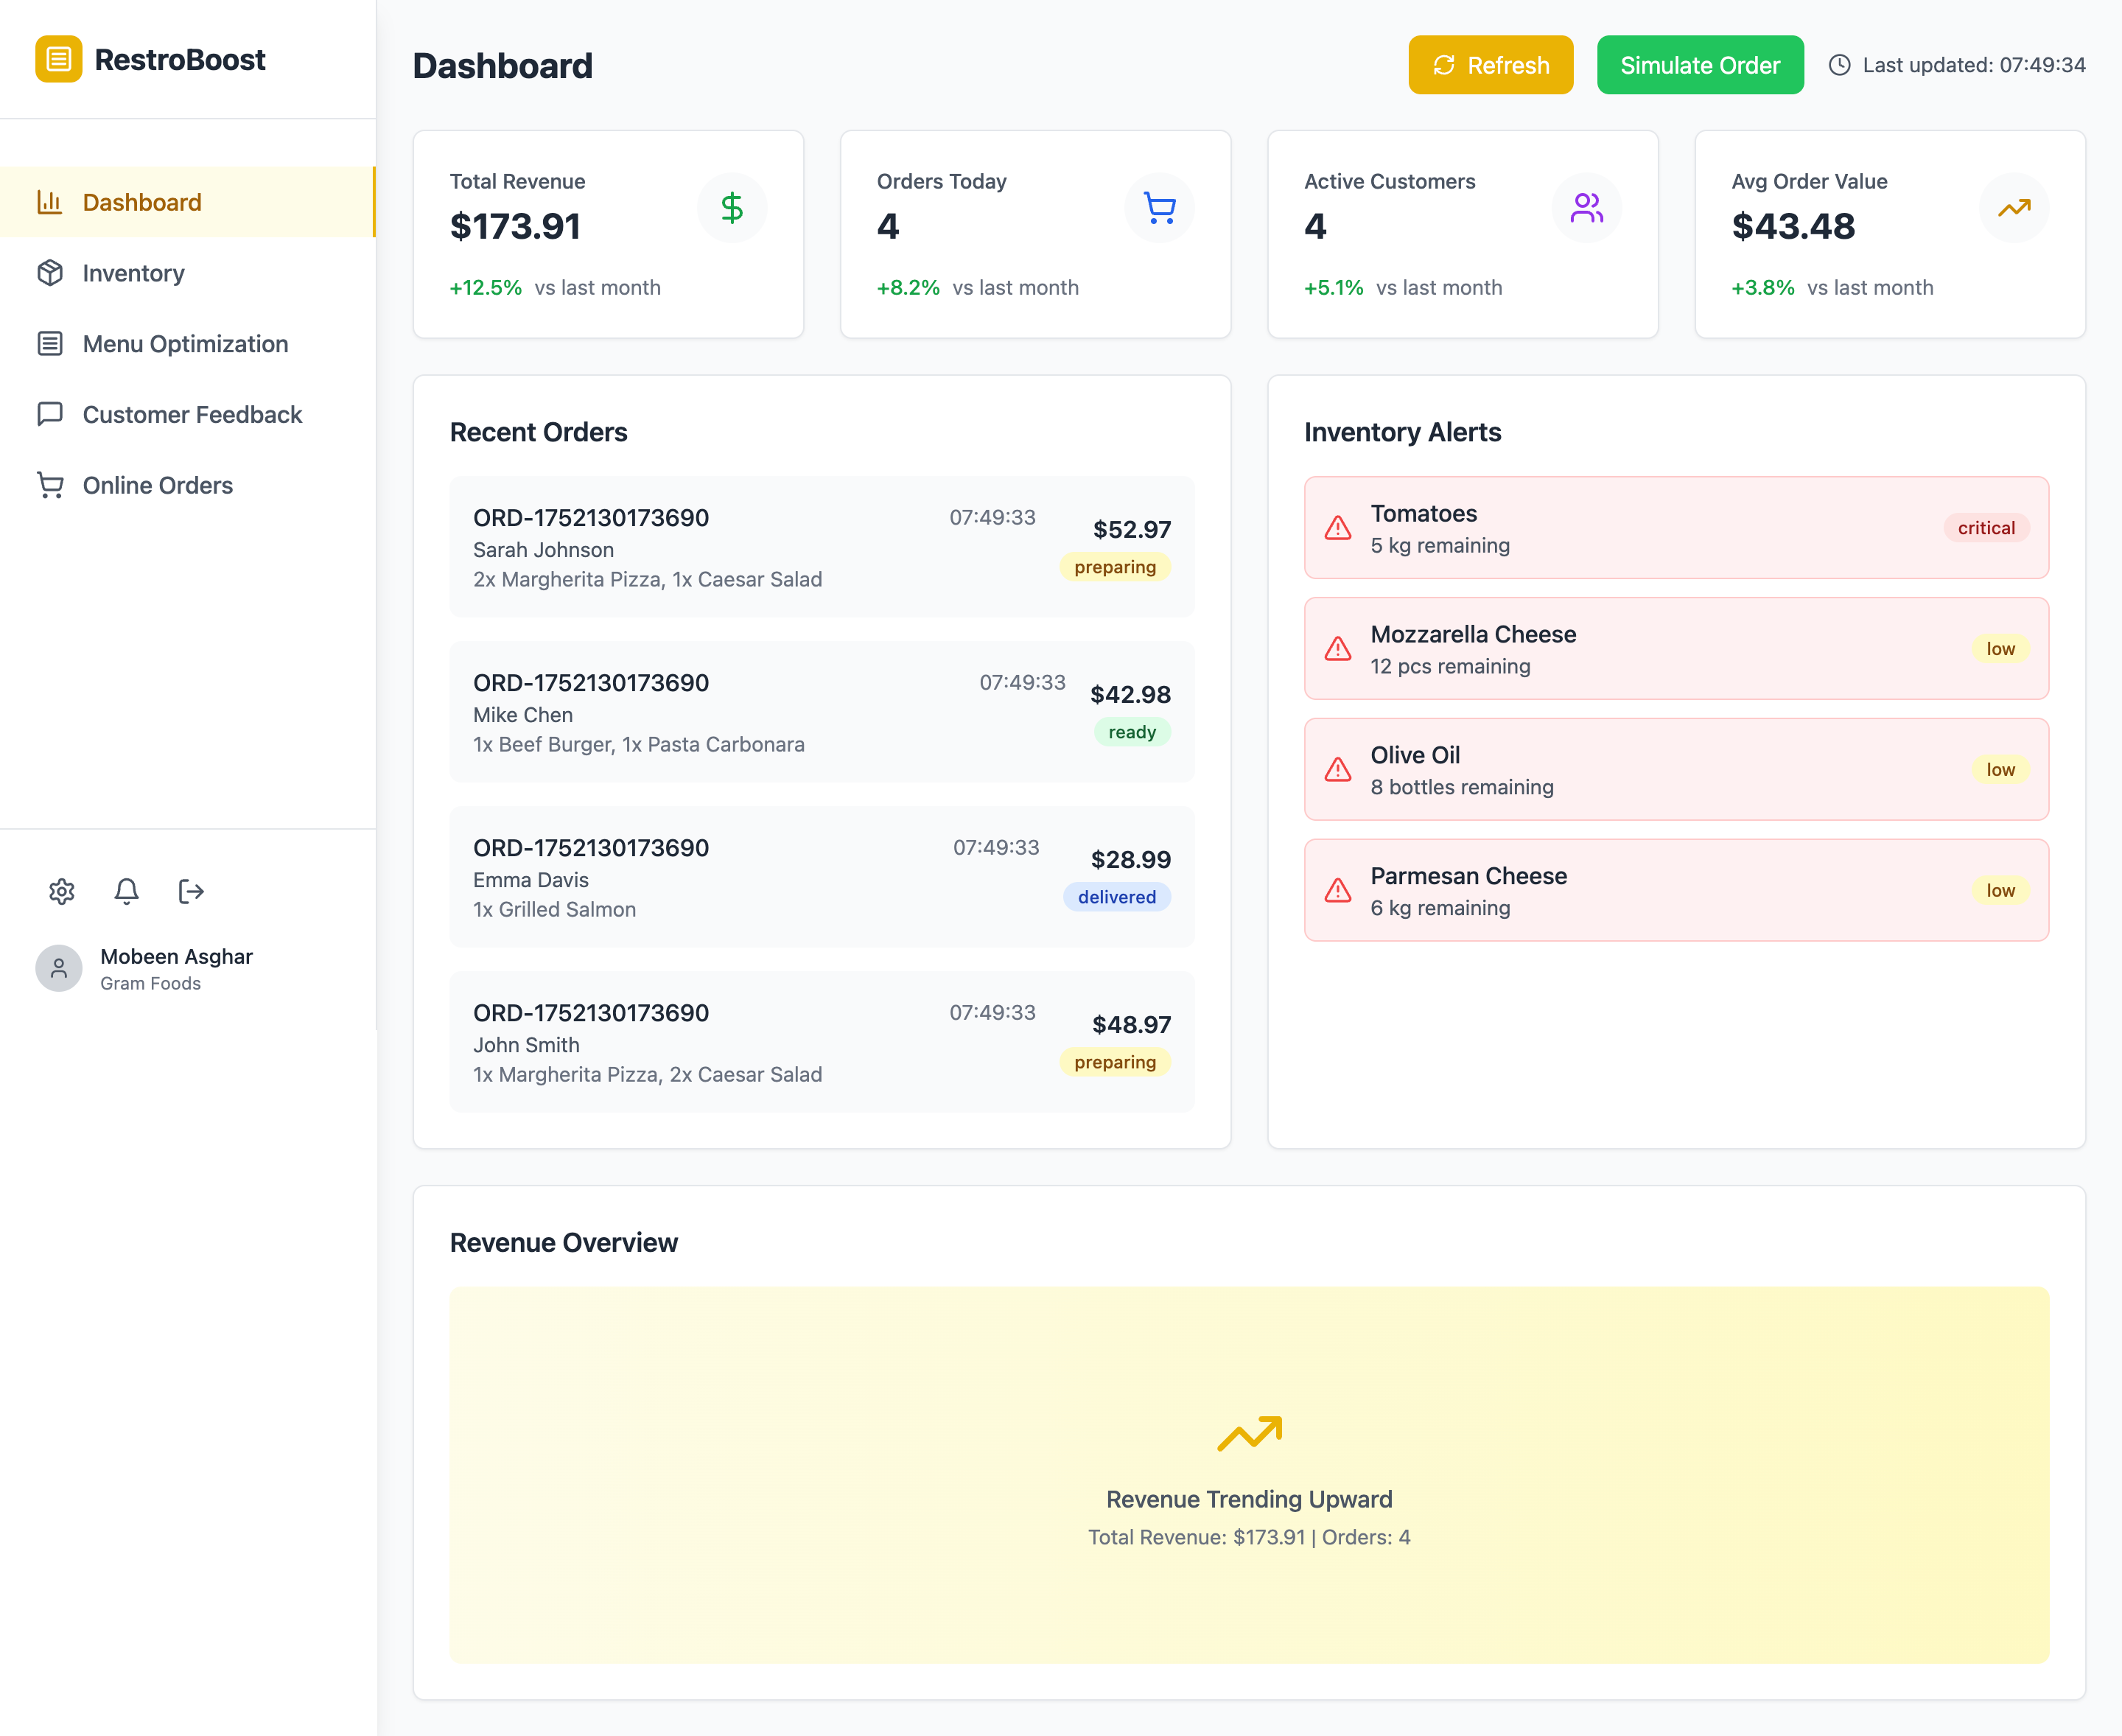 RestroBoost
Dashboard
Inventory
Menu Optimization
Customer Feedback
Online Orders
Mobeen Asghar
Gram Foods
Dashboard
Refresh
Simulate Order
Last updated: 07:49:34
Total Revenue
$173.91
+12.5% vs last month
Orders Today
4
+8.2% vs last month
Active Customers
4
+5.1% vs last month
Avg Order Value
$43.48
+3.8% vs last month
Recent Orders
ORD-1752130173690 07:49:33
Sarah Johnson
2x Margherita Pizza, 1x Caesar Salad
$52.97
preparing
ORD-1752130173690 07:49:33
Mike Chen
1x Beef Burger, 1x Pasta Carbonara
$42.98
ready
ORD-1752130173690 07:49:33
Emma Davis
1x Grilled Salmon
$28.99
delivered
ORD-1752130173690 07:49:33
John Smith
1x Margherita Pizza, 2x Caesar Salad
$48.97
preparing
Inventory Alerts
Tomatoes
5 kg remaining
critical
Mozzarella Cheese
12 pcs remaining
low
Olive Oil
8 bottles remaining
low
Parmesan Cheese
6 kg remaining
low
Revenue Overview
Revenue Trending Upward
Total Revenue: $173.91 | Orders: 4